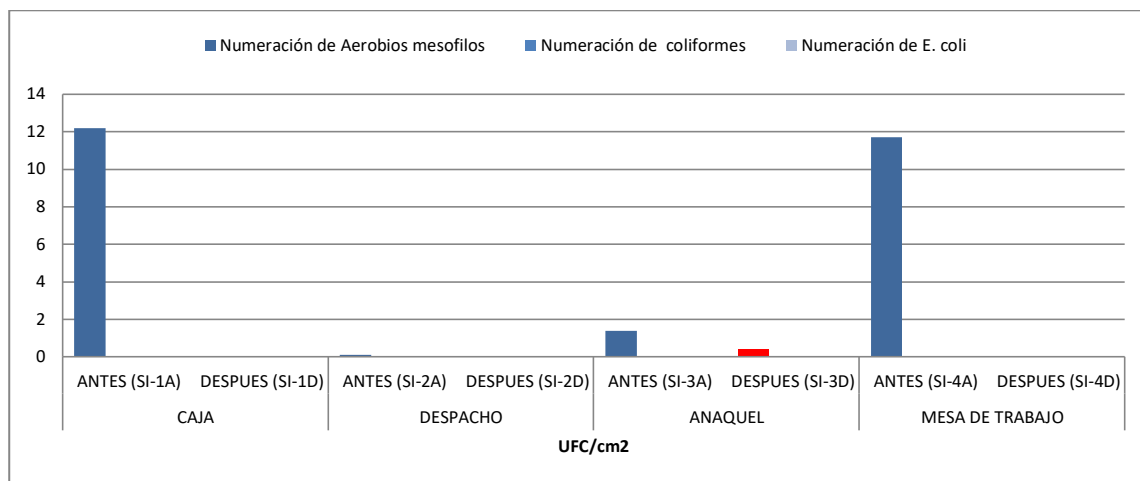 Numeración de Aerobios mesofilos Numeración de  coliformes Numeración de E. coli
14
12
10
8
6
4
2
0
ANTES (SI-1A) DESPUES (SI-1D) ANTES (SI-2A) DESPUES (SI-2D) ANTES (SI-3A) DESPUES (SI-3D) ANTES (SI-4A) DESPUES (SI-4D)
CAJA DESPACHO ANAQUEL MESA DE TRABAJO
UFC/cm2